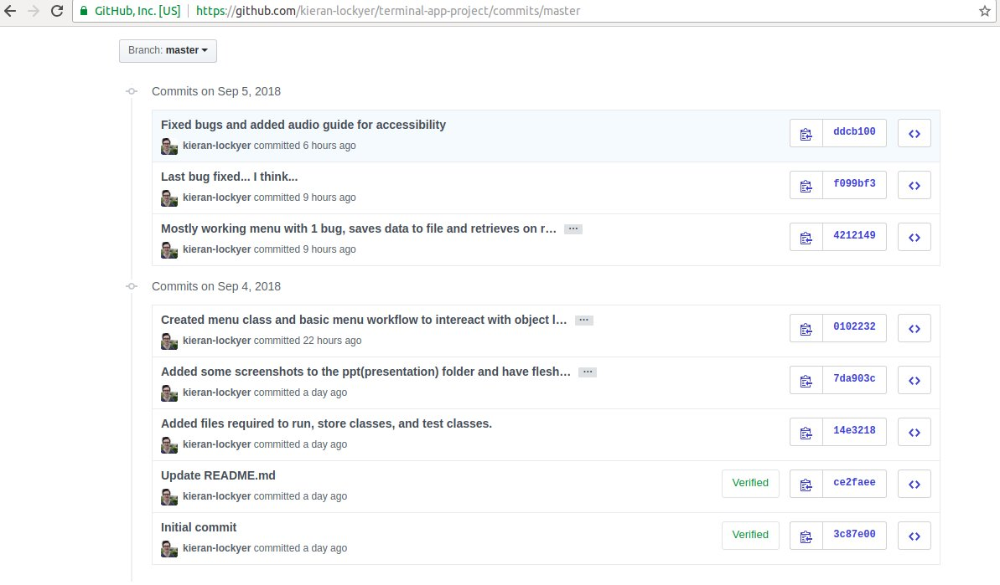 GitHub, Inc. [US] https://github.com/kieran-lockyer/terminal-app-project/commits/master
Branch: master
Commits on Sep 5, 2018
Fixed bugs and added audio guide for accessibility
kieran-lockyer committed 6 hours ago
ddcb100
Last bug fixed... I think...
kieran-lockyer committed 9 hours ago
f099bf3
Mostly working menu with 1 bug, saves data to file and retrieves on r… …
kieran-lockyer committed 9 hours ago
4212149
Commits on Sep 4, 2018
Created menu class and basic menu workflow to intereact with object l… …
kieran-lockyer committed 22 hours ago
0102232
Added some screenshots to the ppt(presentation) folder and have flesh… …
kieran-lockyer committed a day ago
7da903c
Added files required to run, store classes, and test classes.
kieran-lockyer committed a day ago
14e3218
Update README.md
kieran-lockyer committed a day ago
Verified
ce2faee
Initial commit
kieran-lockyer committed a day ago
Verified
3c87e00